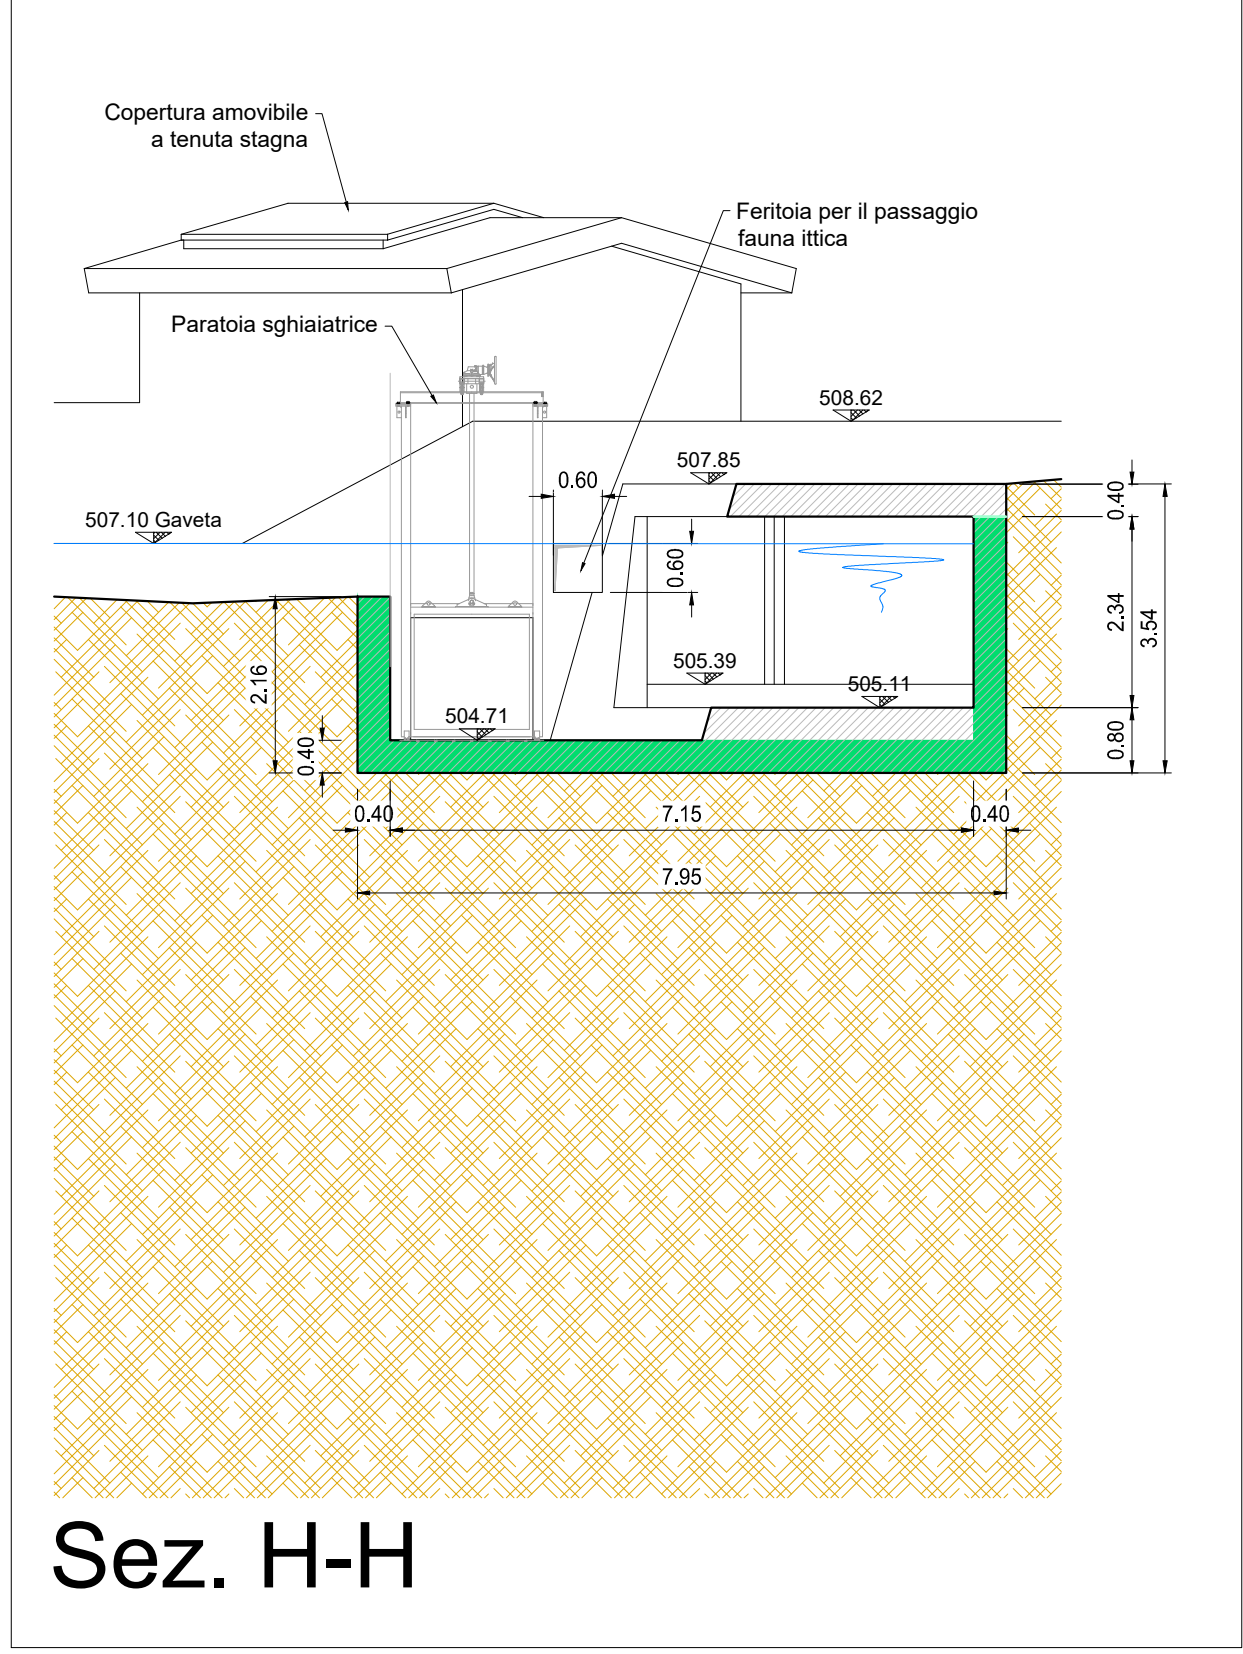 Copertura amovibile
a tenuta stagna
Feritoia per il passaggio
fauna ittica
Paratoia sghiaiatrice
508.62
507.85
0.60
0.40
507.10 Gaveta
0.60
2.34
3.54
505.39
2.16
505.11
504.71
0.40
0.80
0.40
7.15
0.40
7.95
Sez. H-H